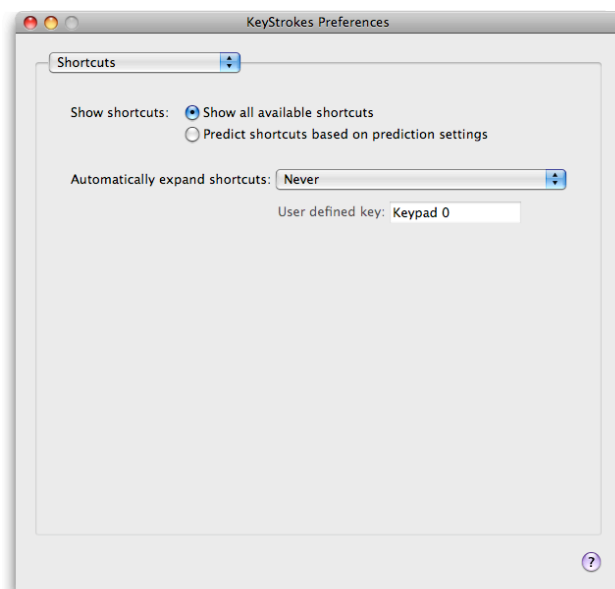 KeyStrokes Preferences
Shortcuts
Show shortcuts: Show all available shortcuts
Predict shortcuts based on prediction settings
Automatically expand shortcuts: Never
User defined key: Keypad 0
?